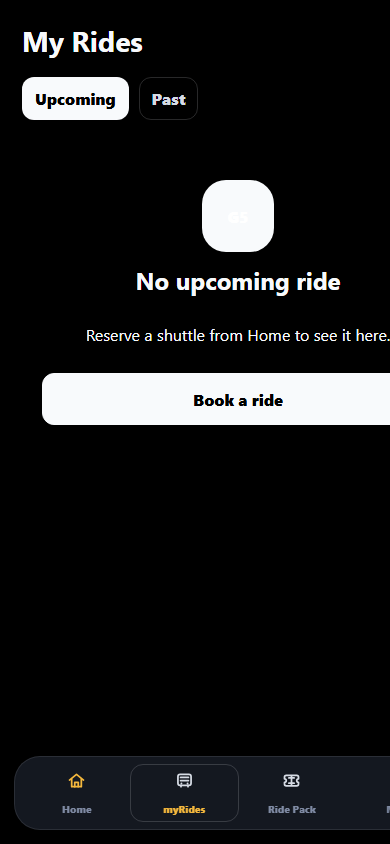 My Rides
Upcoming
Past
No upcoming ride
Reserve a shuttle from Home to see it here.
Book a ride
Home
myRides
Ride Pack